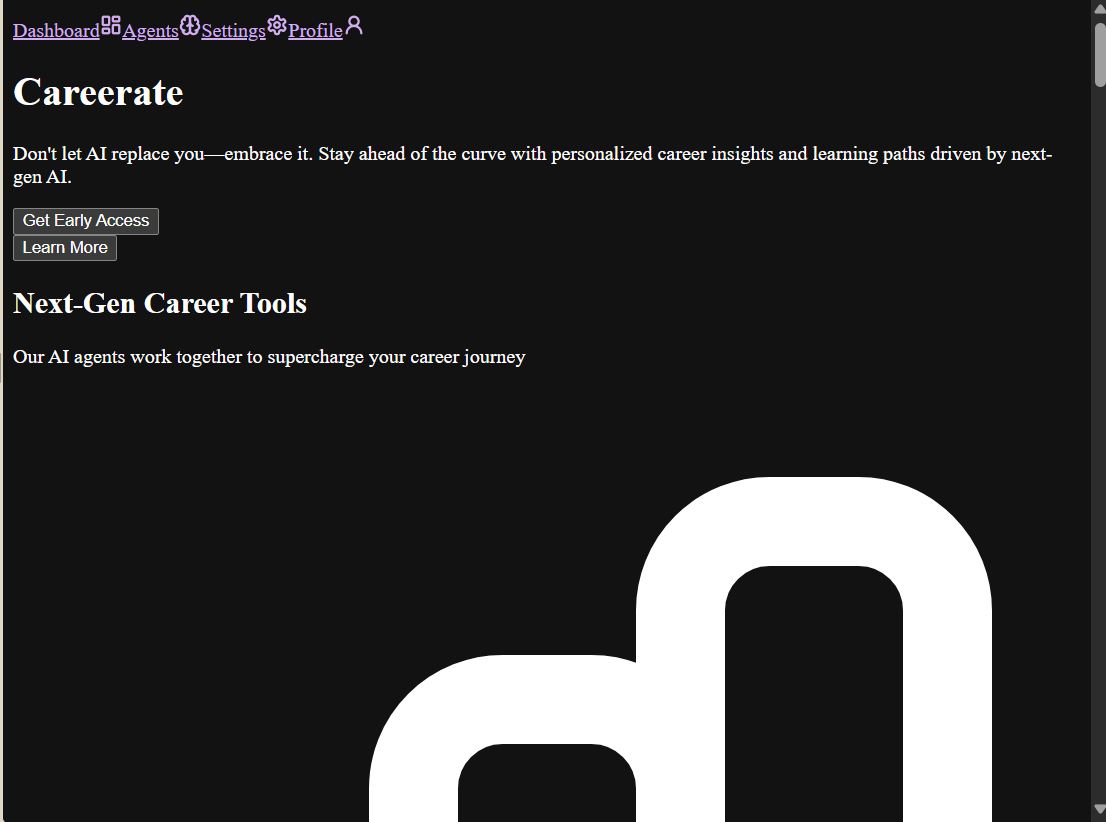 Dashboard Agents Settings Profile
Careerate
Don't let AI replace you—embrace it. Stay ahead of the curve with personalized career insights and learning paths driven by next-
gen AI.
Get Early Access
Learn More
Next-Gen Career Tools
Our AI agents work together to supercharge your career journey